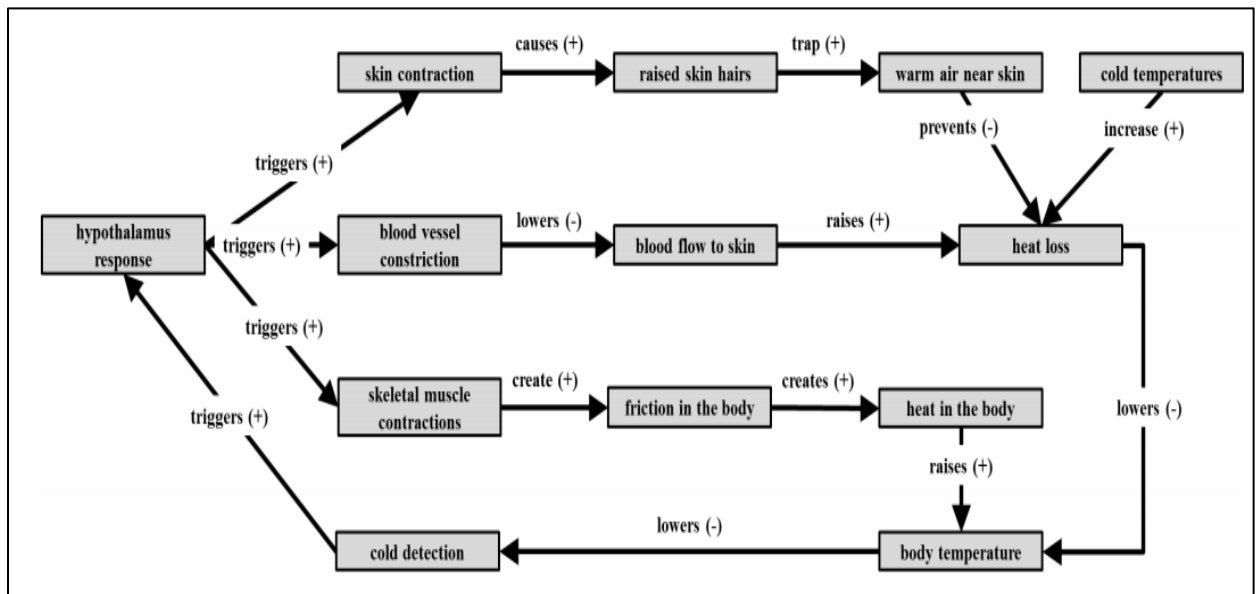 causes (+)
trap (+)
skin contraction
raised skin hairs
warm air near skin
cold temperatures
prevents (-)
increase (+)
triggers (+)
hypothalamus
response
triggers (+)
blood vessel
constriction
lowers (-)
blood flow to skin
raises (+)
heat loss
triggers (+)
skeletal muscle
contractions
create (+)
friction in the body
creates (+)
heat in the body
lowers (-)
triggers (+)
raises (+)
lowers (-)
cold detection
body temperature